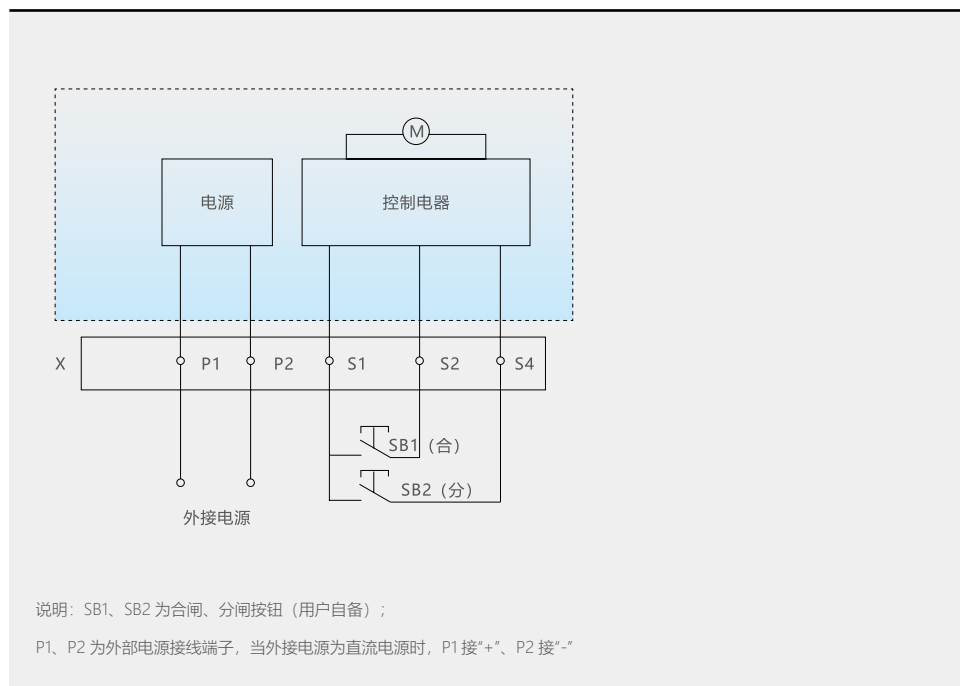 M
电源
控制电器
X
P1
P2
S1
S2
S4
SB1（合）
SB2（分）
外接电源
说明：SB1、SB2 为合闸、分闸按钮（用户自备）;
P1、P2 为外部电源接线端子，当外接电源为直流电源时，P1接“+”、P2 接“-”